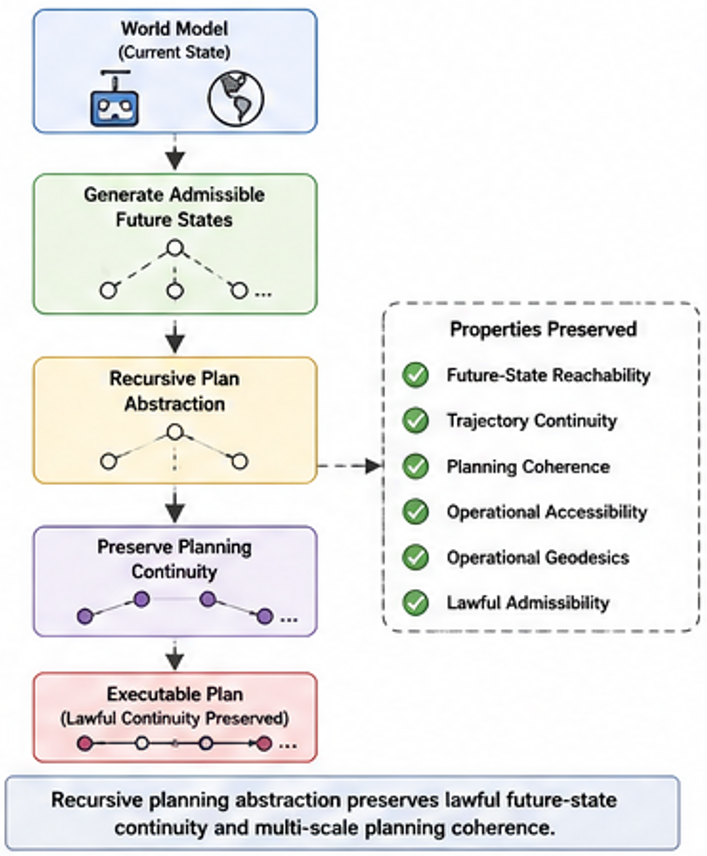 World Model
(Current State)
Generate Admissible
Future States
...
Recursive Plan
Abstraction
Preserve Planning
Continuity
...
Executable Plan
(Lawful Continuity Preserved)
...
Properties Preserved
Future-State Reachability
Trajectory Continuity
Planning Coherence
Operational Accessibility
Operational Geodesics
Lawful Admissibility
Recursive planning abstraction preserves lawful future-state
continuity and multi-scale planning coherence.